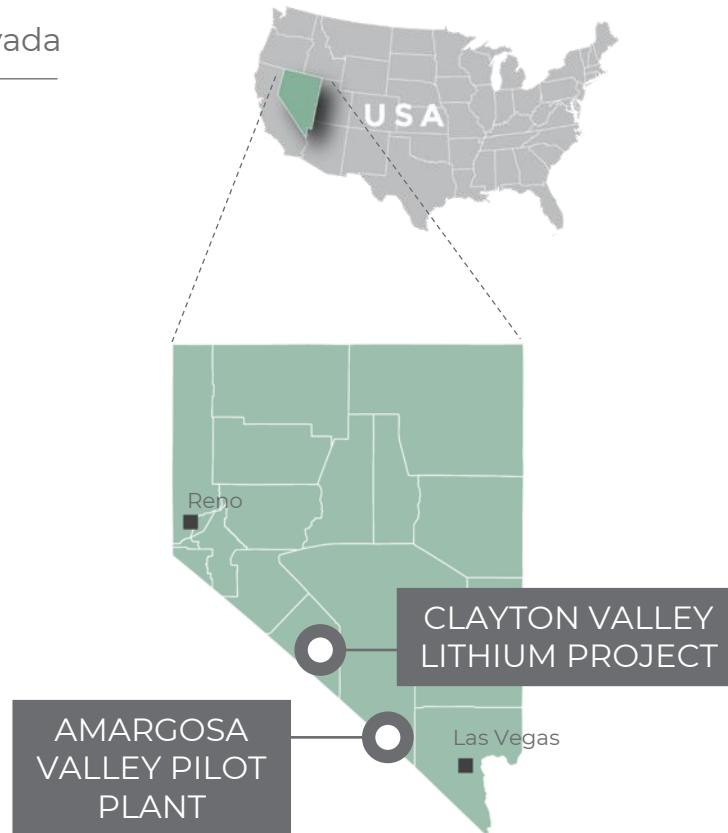 vada
USA
Reno
CLAYTON VALLEY
LITHIUM PROJECT
AMARGOSA
VALLEY PILOT
PLANT
Las Vegas